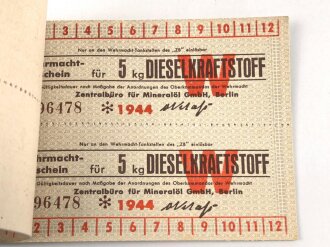 3 4 5 6 7 8 9 10 11 12
Nur an den Wehrmacht-Tankstellen des "ZB" einlösbar
hrmacht-
schein für 5 kg DIESELKRAFTSTOFF
ltigkeitsdauer nach Maßgabe der Anordnungen des Oberkommandos der Wehrmacht
Zentralbüro für Mineralöl GmbH, Berlin
96478 * 1944
Nur an den Wehrmacht-Tankstellen des "ZB" einlösbar
hrmacht-
schein für 5 kg DIESELKRAFTSTOFF
ltigkeitsdauer nach Maßgabe der Anordnungen des Oberkommandos der Wehrmacht
Zentralbüro für Mineralöl GmbH, Berlin
96478 * 1944
W
2 3 4 5 6 7 8 9 10 11 12